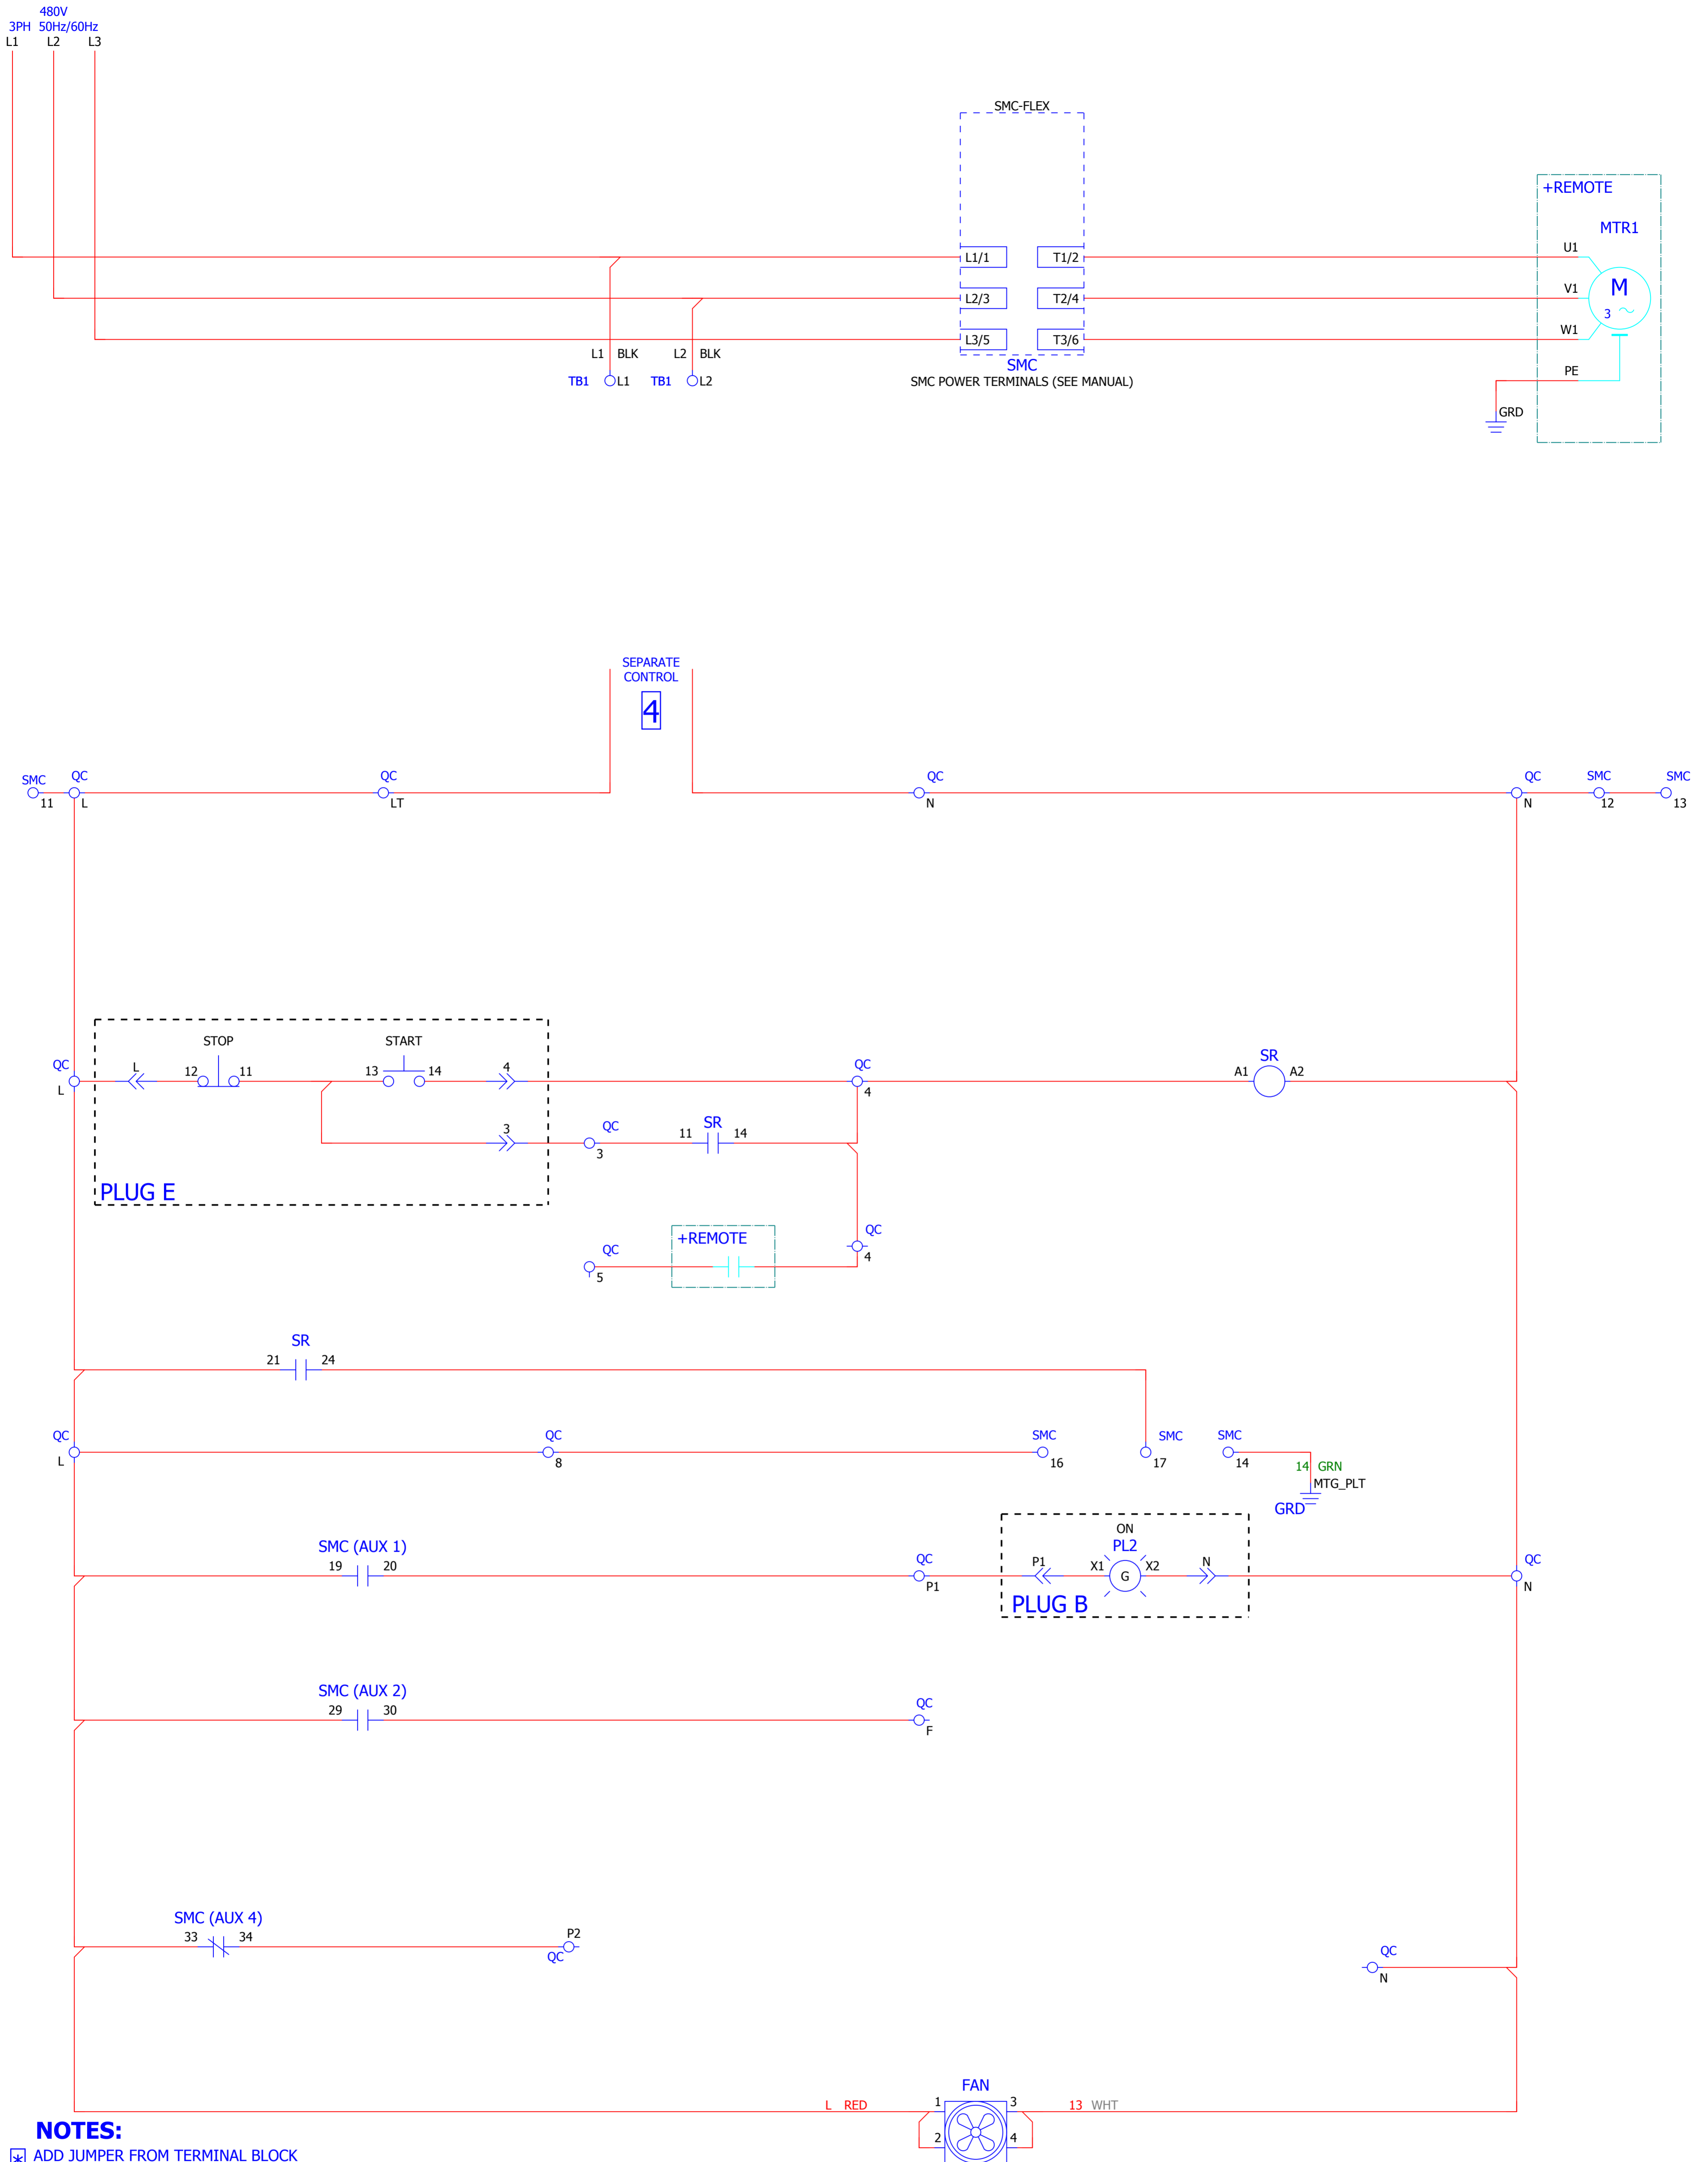 480V
3PH 50Hz/60Hz
L1 L2 L3
SMC-FLEX
+REMOTE
MTR1
L1/1 T1/2 U1
L2/3 T2/4 V1 M
3
L3/5 T3/6 W1
L1 BLK L2 BLK
SMC
TB1 L1 TB1 L2 SMC POWER TERMINALS (SEE MANUAL)
PE
GRD
SEPARATE
CONTROL
4
SMC QC QC QC QC SMC SMC
11 L LT N N 12 13
STOP START
QC L 12 11 13 14 4 QC SR
A1 A2
L 4
3 QC 11 SR 14
3
PLUG E
+REMOTE QC
QC 4
5
SR
21 24
QC QC SMC SMC SMC
L 8 16 17 14
14 GRN
MTG_PLT
GRD
ON
SMC (AUX 1) PL2
19 20 QC P1 X1 G X2 N QC
P1 N
PLUG B
SMC (AUX 2)
29 30 QC
F
SMC (AUX 4)
33 34 P2
QC QC
N
FAN
L RED 1 3 13 WHT
2 4
NOTES:
* ADD JUMPER FROM TERMINAL BLOCK